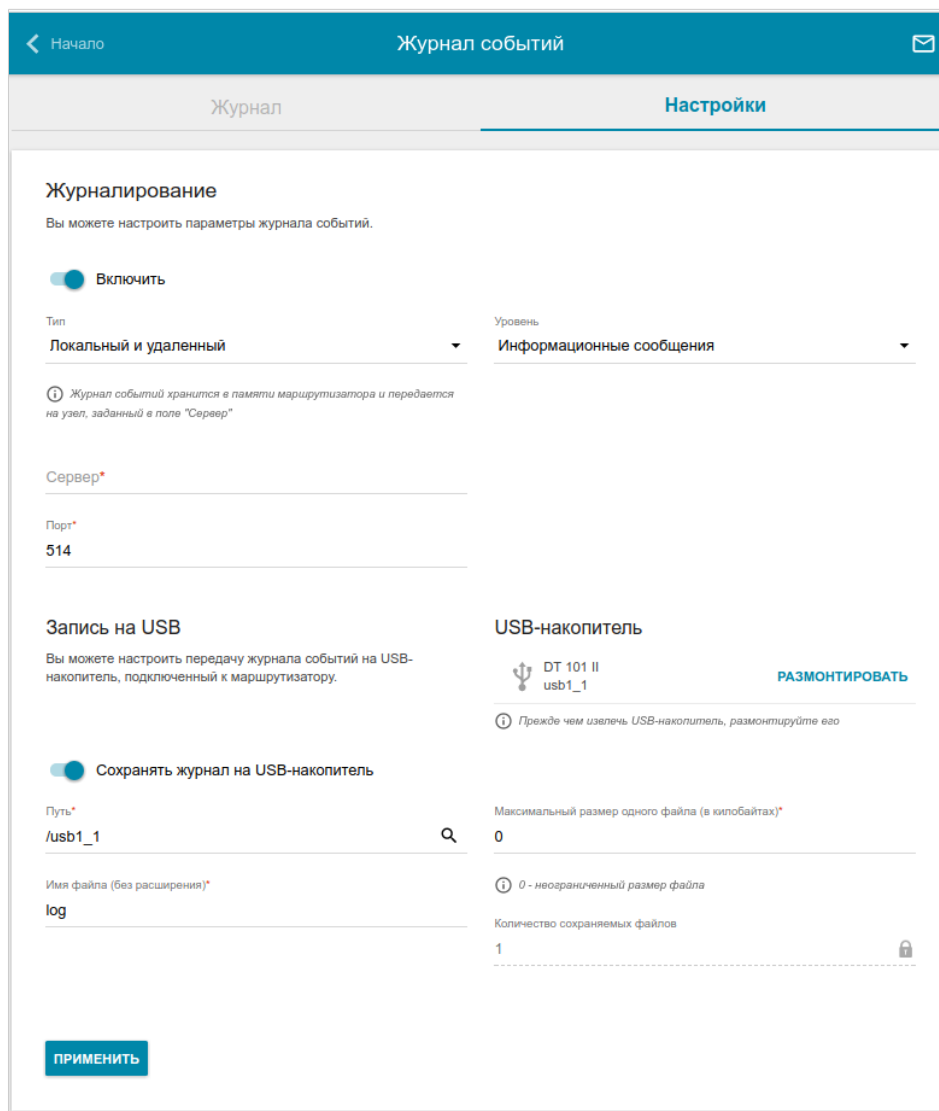 Начало
Журнал событий
Журнал
Настройки
Журналирование
Вы можете настроить параметры журнала событий.
Включить
Тип
Локальный и удаленный
Уровень
Информационные сообщения
Журнал событий хранится в памяти маршрутизатора и передается
на узел, заданный в поле "Сервер"
Сервер*
Порт*
514
Запись на USB
Вы можете настроить передачу журнала событий на USB-
накопитель, подключенный к маршрутизатору.
USB-накопитель
DT 101 II
usb1_1
РАЗМОНТИРОВАТЬ
Прежде чем извлечь USB-накопитель, размонтируйте его
Сохранять журнал на USB-накопитель
Путь*
/usb1_1
Максимальный размер одного файла (в килобайтах)*
0
Имя файла (без расширения)*
log
0 - неограниченный размер файла
Количество сохраняемых файлов
1
ПРИМЕНИТЬ